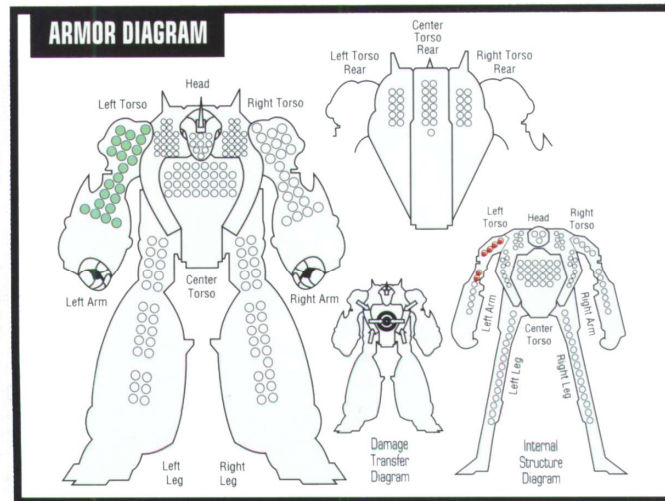 ARMOR DIAGRAM
Center
Torso
Rear
Left Torso
Rear
Right Torso
Rear
Head
Left Torso
Right Torso
Left Arm
Center
Torso
Right Arm
Left
Leg
Right
Leg
Damage
Transfer
Diagram
Left
Torso
Head
Right
Torso
Left Arm
Right Arm
Center
Torso
Left Leg
Right Leg
Internal
Structure
Diagram